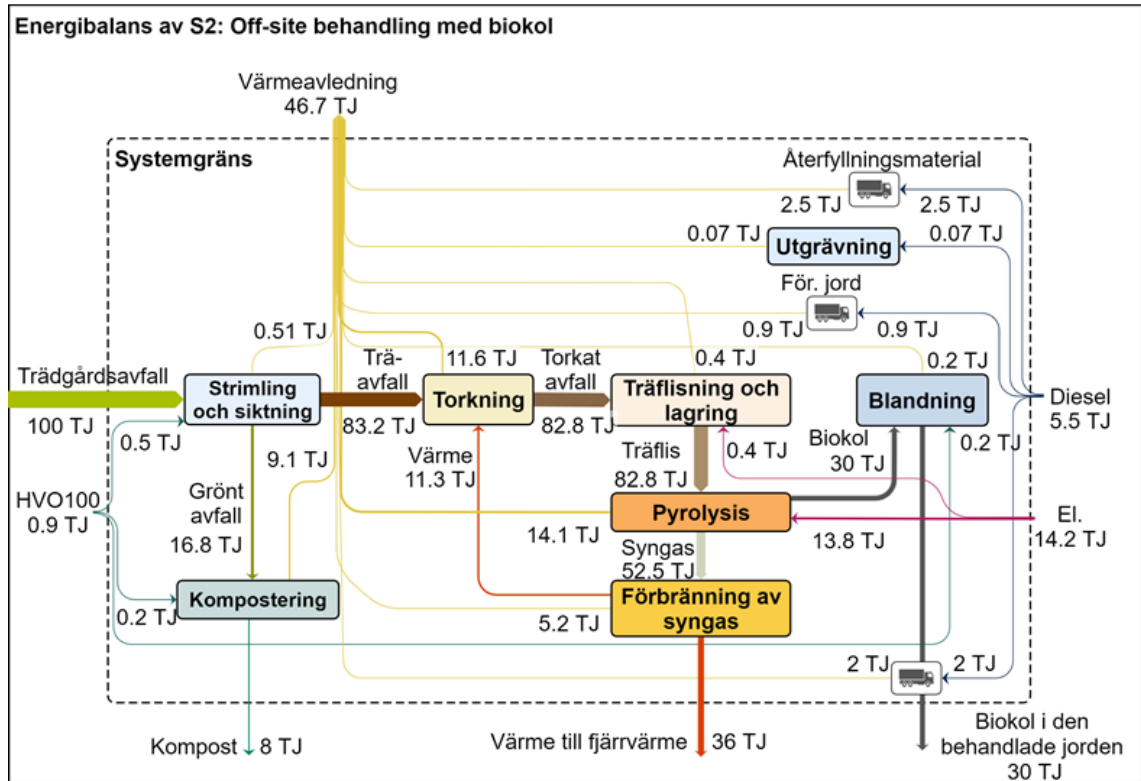 Energibalans av S2: Off-site behandling med biokol
Värmeavledning
46.7 TJ
Systemgräns
Återfyllningsmaterial
2.5 TJ
2.5 TJ
0.07 TJ
Utgrävning
0.07 TJ
För. jord
0.9 TJ
0.9 TJ
0.51 TJ
11.6 TJ
0.4 TJ
0.2 TJ
Trädgårdsavfall
100 TJ
Strimling
och siktning
Trä-
avfall
83.2 TJ
Torkning
Torkat
avfall
82.8 TJ
Träflisning och
lagring
Blandning
Diesel
5.5 TJ
0.5 TJ
9.1 TJ
Värme
11.3 TJ
Träflis
82.8 TJ
0.4 TJ
Biokol
30 TJ
0.2 TJ
HVO100
0.9 TJ
Grönt
avfall
16.8 TJ
14.1 TJ
Pyrolysis
13.8 TJ
El.
14.2 TJ
Syngas
52.5 TJ
Kompostering
0.2 TJ
5.2 TJ
Förbränning av
syngas
2 TJ
2 TJ
Kompost
8 TJ
Värme till fjärrvärme
36 TJ
Biokol i den
behandlade jorden
30 TJ